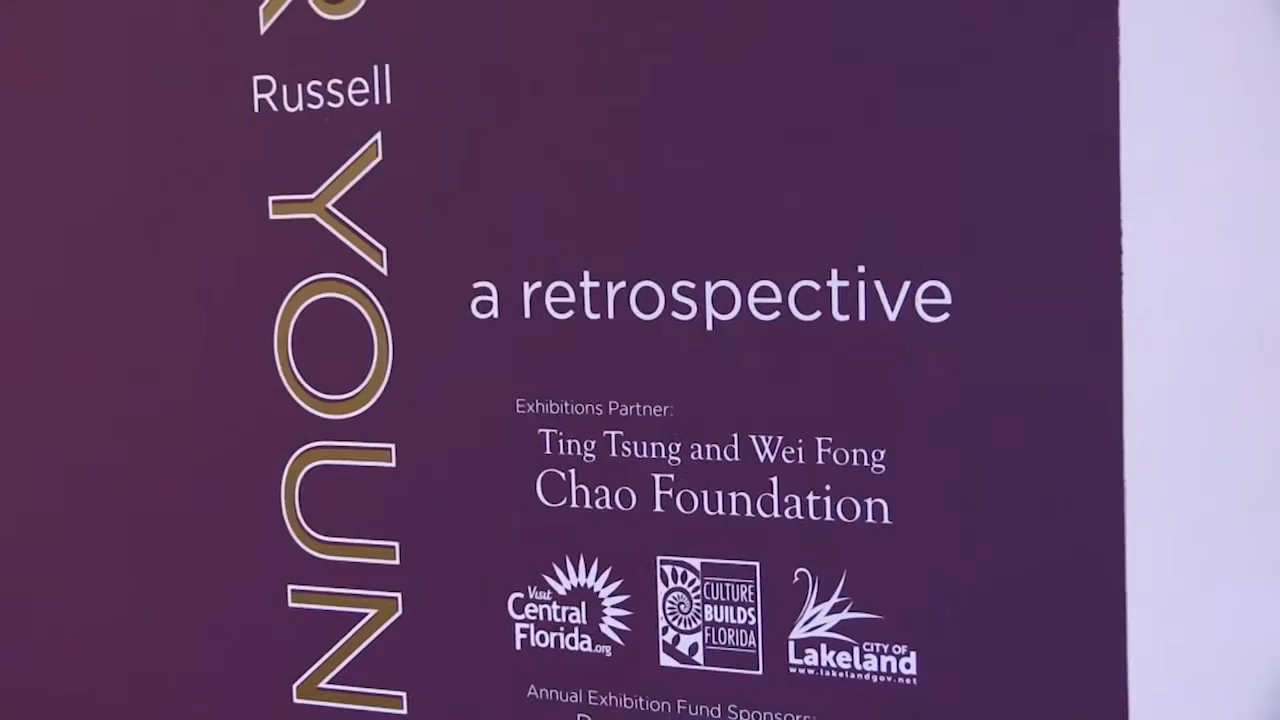 R
Russell
YOUN
a retrospective
Exhibitions Partner:
Ting Tsung and Wei Fong
Chao Foundation
Visit
Central
Florida.org
CULTURE
BUILDS
FLORIDA
CITY OF
Lakeland
www.lakelandgov.net
Annual Exhibition Fund Sponsors: